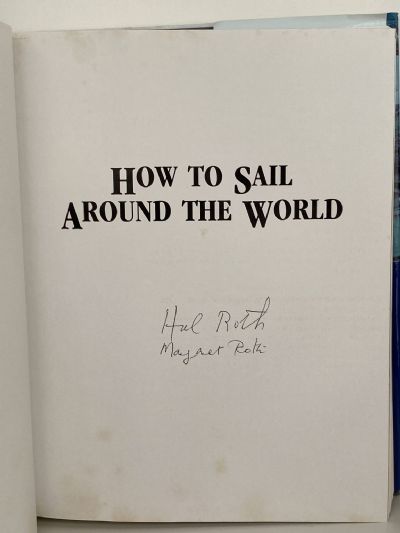 HOW TO SAIL
AROUND THE WORLD
Hal Roth
Margaret Roth